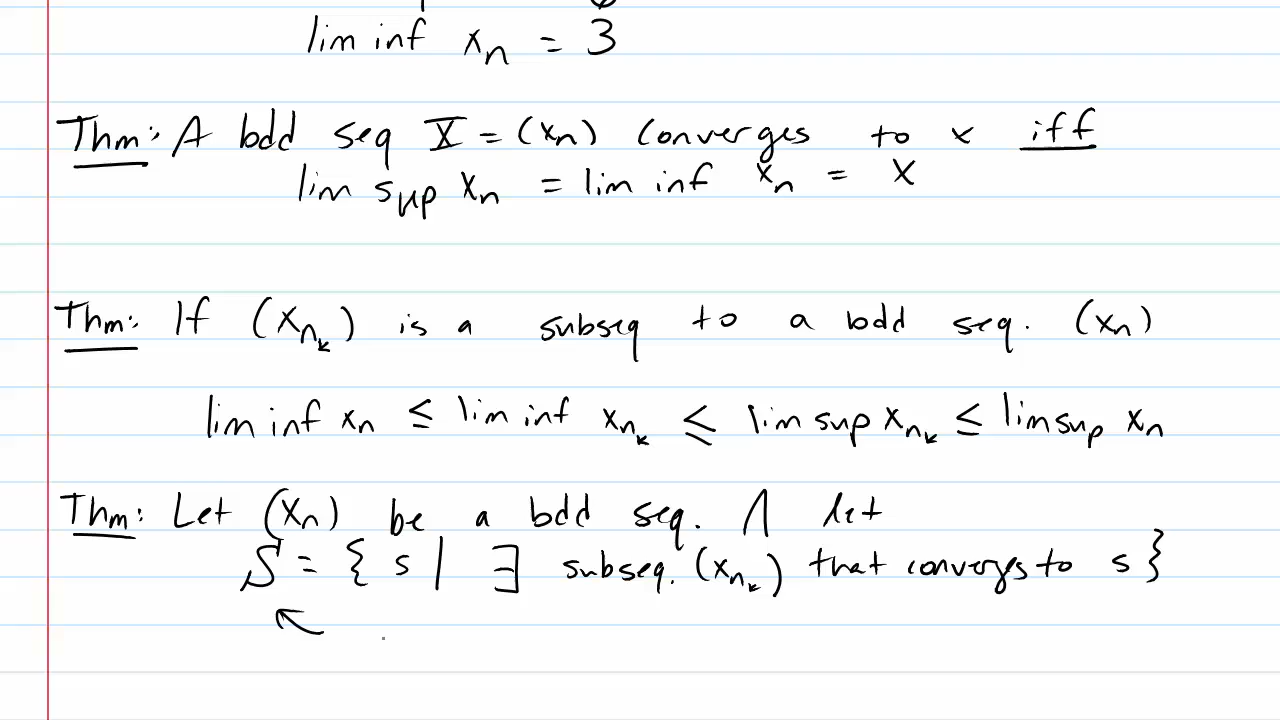 lim inf xₙ = 3
Thm: A bdd seq X = (xₙ) converges to x iff
lim sup xₙ = lim inf xₙ = x
Thm: If (xₙₖ) is a subseq to a bdd seq. (xₙ)
lim inf xₙ ≤ lim inf xₙₖ ≤ lim sup xₙₖ ≤ lim sup xₙ
Thm: Let (xₙ) be a bdd seq. ∧ let
S = { s | ∃ subseq. (xₙₖ) that converges to s }